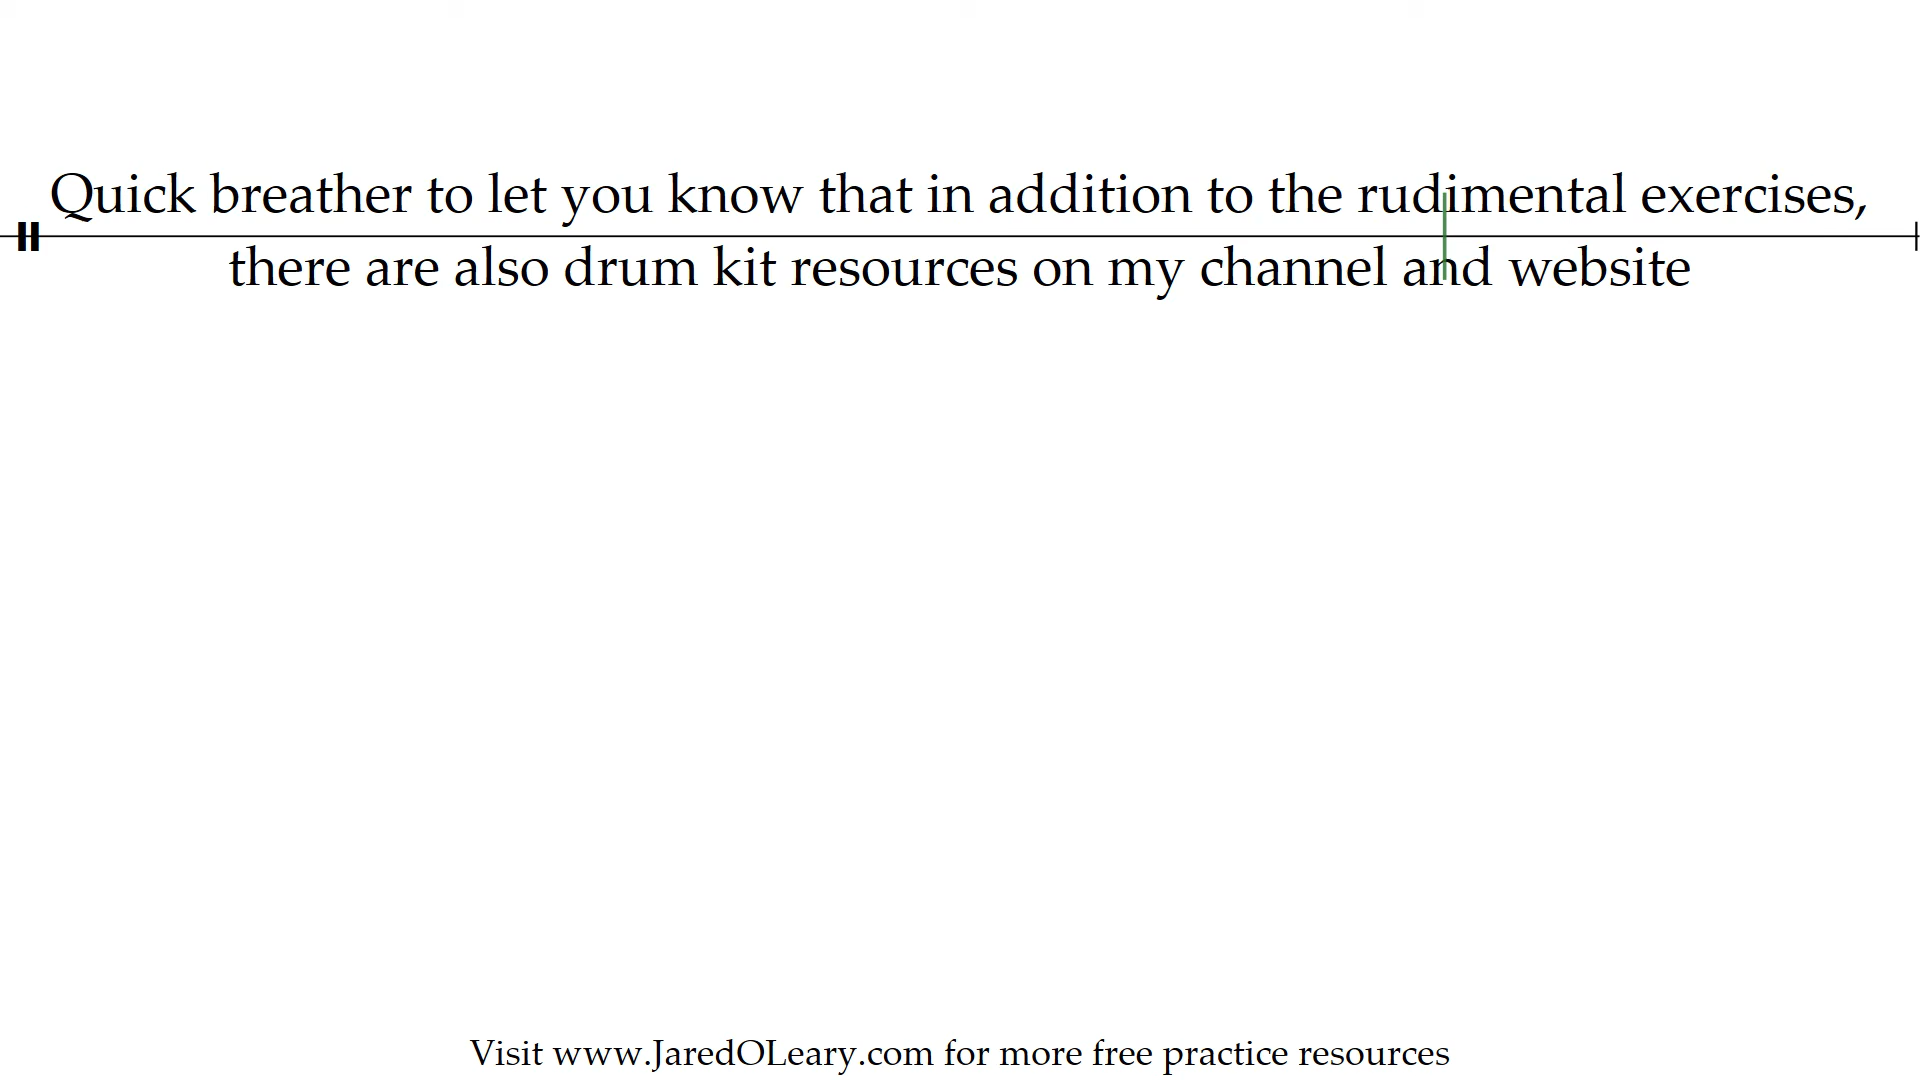 Quick breather to let you know that in addition to the rudimental exercises,
there are also drum kit resources on my channel and website
Visit www.JaredOLeary.com for more free practice resources